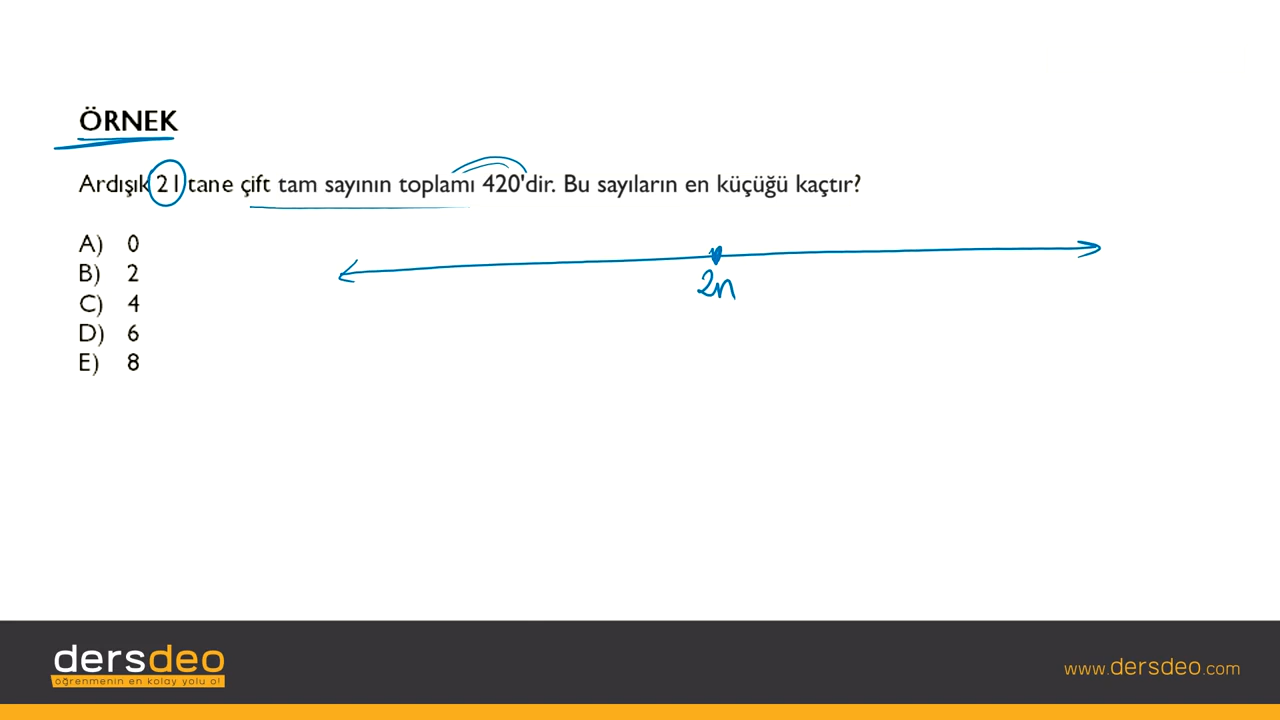 ÖRNEK
Ardışık 21 tane çift tam sayının toplamı 420'dir. Bu sayıların en küçüğü kaçtır?
A) 0
B) 2
C) 4
D) 6
E) 8
2n
dersdeo
öğrenmenin en kolay yolu o!
www.dersdeo.com